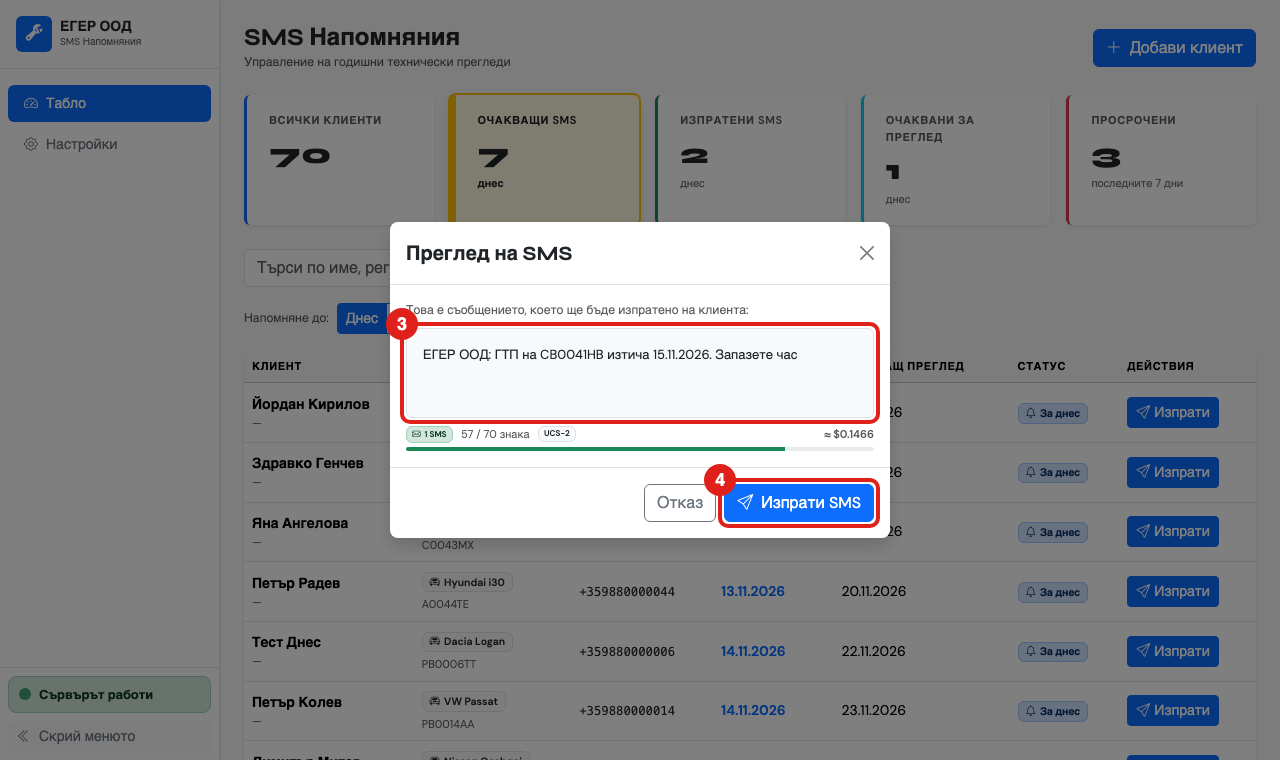 ЕГЕР ООД
SMS Напомняния
Табло
Настройки
Сървърът работи
Скрий менюто
SMS Напомняния
Управление на годишни технически прегледи
Добави клиент
ВСИЧКИ КЛИЕНТИ
79
ОЧАКВАЩИ SMS
7
днес
ИЗПРАТЕНИ SMS
2
днес
ОЧАКВАНИ ЗА
ПРЕГЛЕД
1
днес
ПРОСРОЧЕНИ
3
последните 7 дни
Търси по име, рег
Напомняне до: Днес
Преглед на SMS
Това е съобщението, което ще бъде изпратено на клиента:
3
ЕГЕР ООД: ГТП на CB0041HB изтича 15.11.2026. Запазете час
1 SMS 57 / 70 знака UCS-2 ≈ $0.1466
4
Отказ Изпрати SMS
КЛИЕНТ ПРЕГЛЕД СТАТУС ДЕЙСТВИЯ
Йордан Кирилов — 26 За днес Изпрати
Здравко Генчев — 26 За днес Изпрати
Яна Ангелова — C0043MX 26 За днес Изпрати
Петър Радев — Hyundai i30 A0044TE +359880000044 13.11.2026 20.11.2026 За днес Изпрати
Тест Днес — Dacia Logan PB0006TT +359880000006 14.11.2026 22.11.2026 За днес Изпрати
Петър Колев — VW Passat PB0014AA +359880000014 14.11.2026 23.11.2026 За днес Изпрати